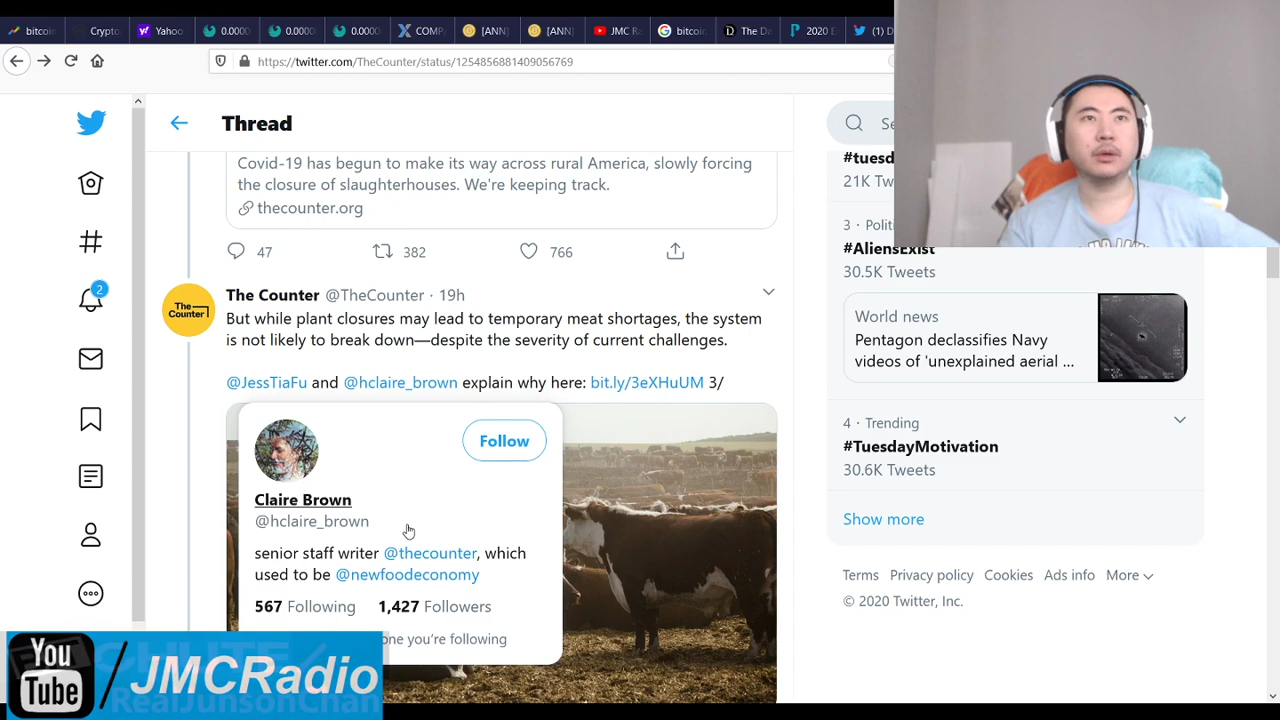 bitcoin
Crypto
Yahoo
0.0000
0.0000
0.0000
COMP
[ANN]
[ANN]
JMC R
bitcoin
The Da
2020 E
(1) D
https://twitter.com/TheCounter/status/1254856881409056769
Thread
Covid-19 has begun to make its way across rural America, slowly forcing
the closure of slaughterhouses. We're keeping track.
thecounter.org
47
382
766
2
The Counter @TheCounter · 19h
The Counter
But while plant closures may lead to temporary meat shortages, the system
is not likely to break down—despite the severity of current challenges.
@JessTiaFu and @hclaire_brown explain why here: bit.ly/3eXHuUM 3/
Follow
Claire Brown
@hclaire_brown
senior staff writer @thecounter, which
used to be @newfoodeconomy
567 Following 1,427 Followers
one you're following
Se
#tuesd
21K Tw
3 · Polit
#AliensExist
30.5K Tweets
World news
Pentagon declassifies Navy
videos of 'unexplained aerial ...
4 · Trending
#TuesdayMotivation
30.6K Tweets
Show more
Terms Privacy policy Cookies Ads info More
© 2020 Twitter, Inc.
You
Tube
/JMCRadio
RealJunsonChan